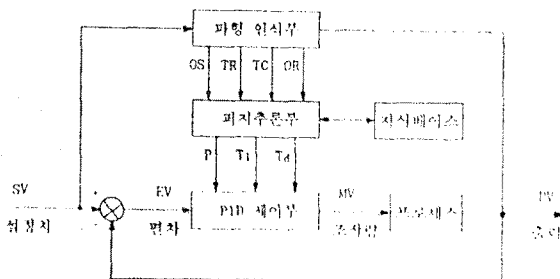 파형 인식부
OS TR TC OR
퍼지추론부
지식베이스
P Ti Td
SV EV MV PV
PID 제어부
프로세스
설정치 편차 조작량 출력